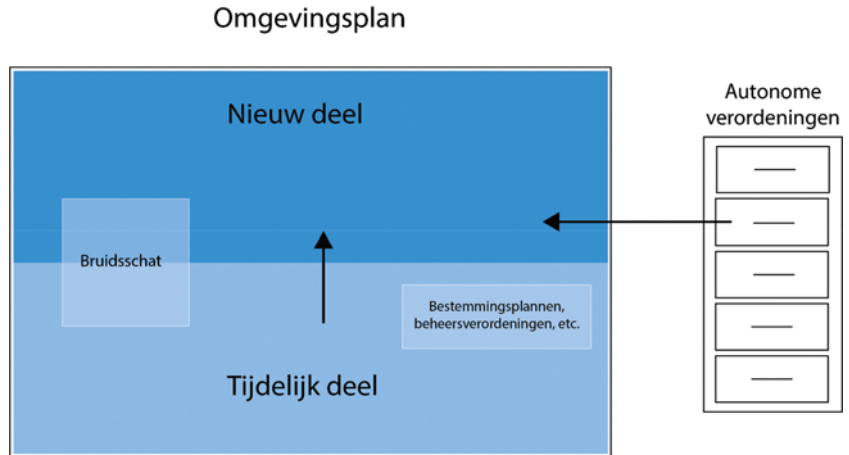 Omgevingsplan
Nieuw deel
Autonome
verordeningen
Bruidsschat
Bestemmingsplannen,
beheersverordeningen, etc.
Tijdelijk deel